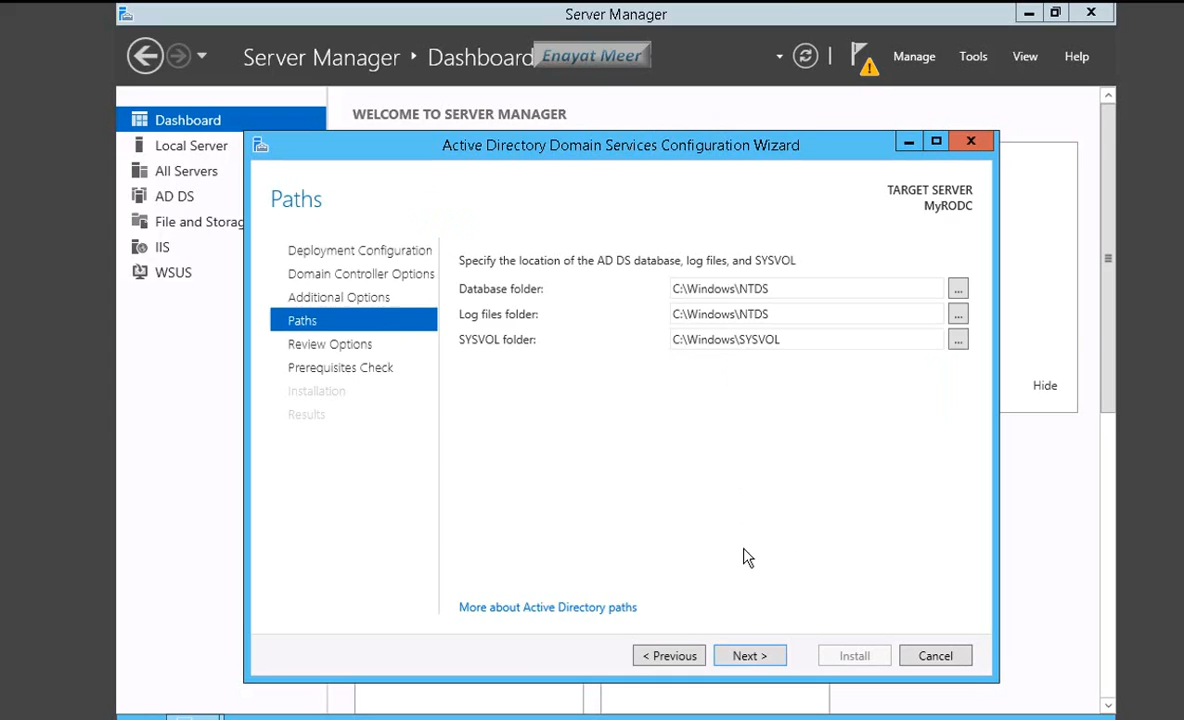 Server Manager
Server Manager · Dashboard
Enayat Meer
Manage
Tools
View
Help
Dashboard
Local Server
All Servers
AD DS
File and Storag
IIS
WSUS
WELCOME TO SERVER MANAGER
Active Directory Domain Services Configuration Wizard
Paths
TARGET SERVER
MyRODC
Deployment Configuration
Domain Controller Options
Additional Options
Paths
Review Options
Prerequisites Check
Installation
Results
Specify the location of the AD DS database, log files, and SYSVOL
Database folder: C:\Windows\NTDS ...
Log files folder: C:\Windows\NTDS ...
SYSVOL folder: C:\Windows\SYSVOL ...
Hide
More about Active Directory paths
< Previous Next > Install Cancel